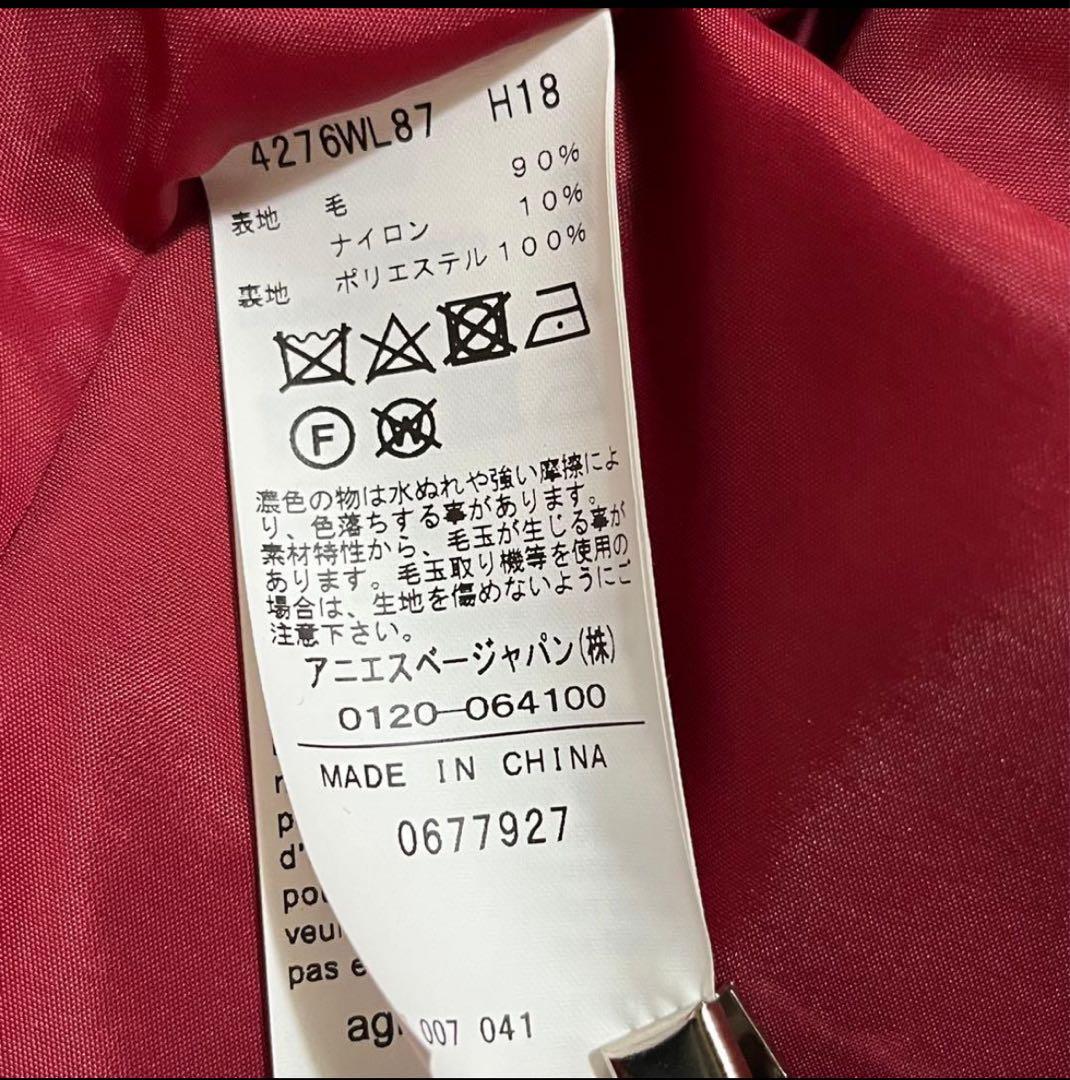 4276WL87 H18
表地 毛 90%
ナイロン 10%
裏地 ポリエステル100%
F
W
濃色の物は水ぬれや強い摩擦によ
り、色落ちする事があります。
素材特性から、毛玉が生じる事が
あります。毛玉取り機等を使用の
場合は、生地を傷めないようにご
注意下さい。
アニエスベージャパン(株)
0120-064100
MADE IN CHINA
0677927
d'
veu
pas e
ag
007 041